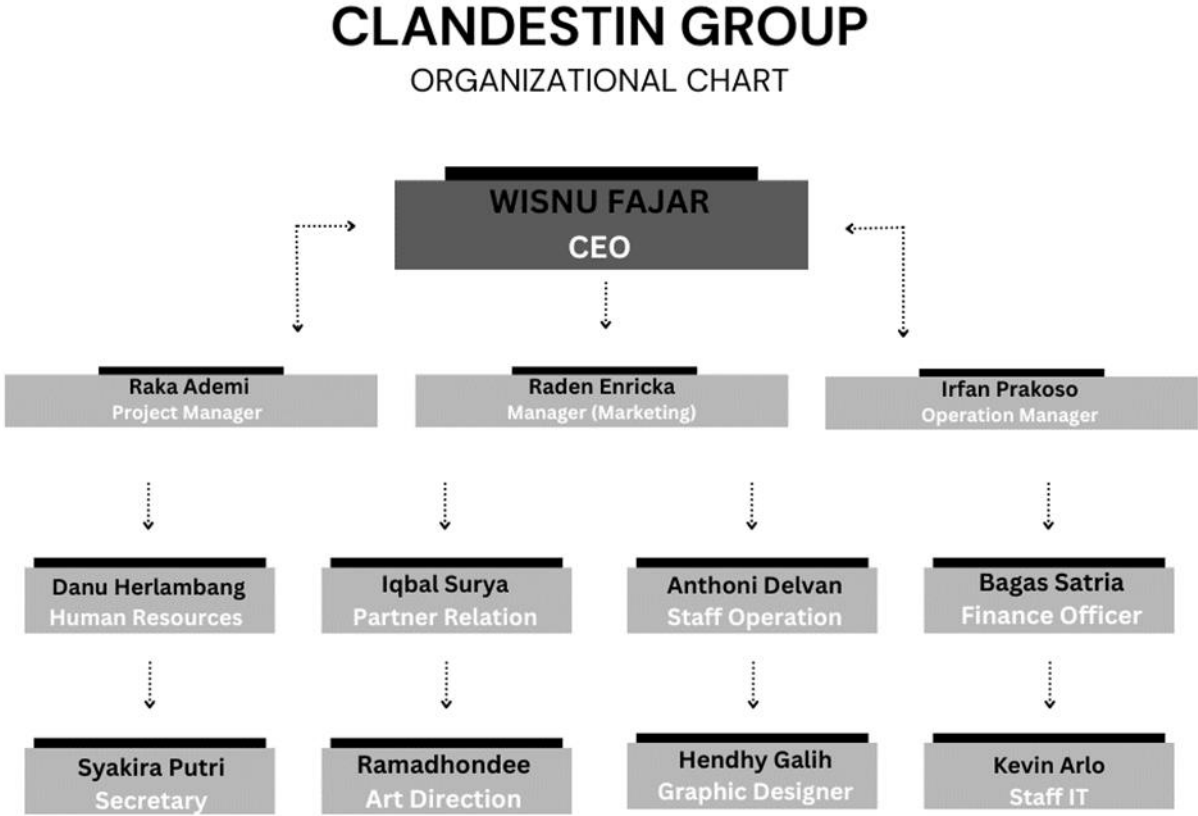 CLANDESTIN GROUP
ORGANIZATIONAL CHART
WISNU FAJAR
CEO
Raka Ademi
Project Manager
Raden Enricka
Manager (Marketing)
Irfan Prakoso
Operation Manager
Danu Herlambang
Human Resources
Iqbal Surya
Partner Relation
Anthoni Delvan
Staff Operation
Bagas Satria
Finance Officer
Syakira Putri
Secretary
Ramadhondee
Art Direction
Hendhy Galih
Graphic Designer
Kevin Arlo
Staff IT